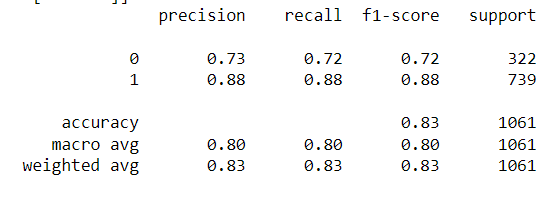 precision recall f1-score support
0 0.73 0.72 0.72 322
1 0.88 0.88 0.88 739
accuracy 0.83 1061
macro avg 0.80 0.80 0.80 1061
weighted avg 0.83 0.83 0.83 1061